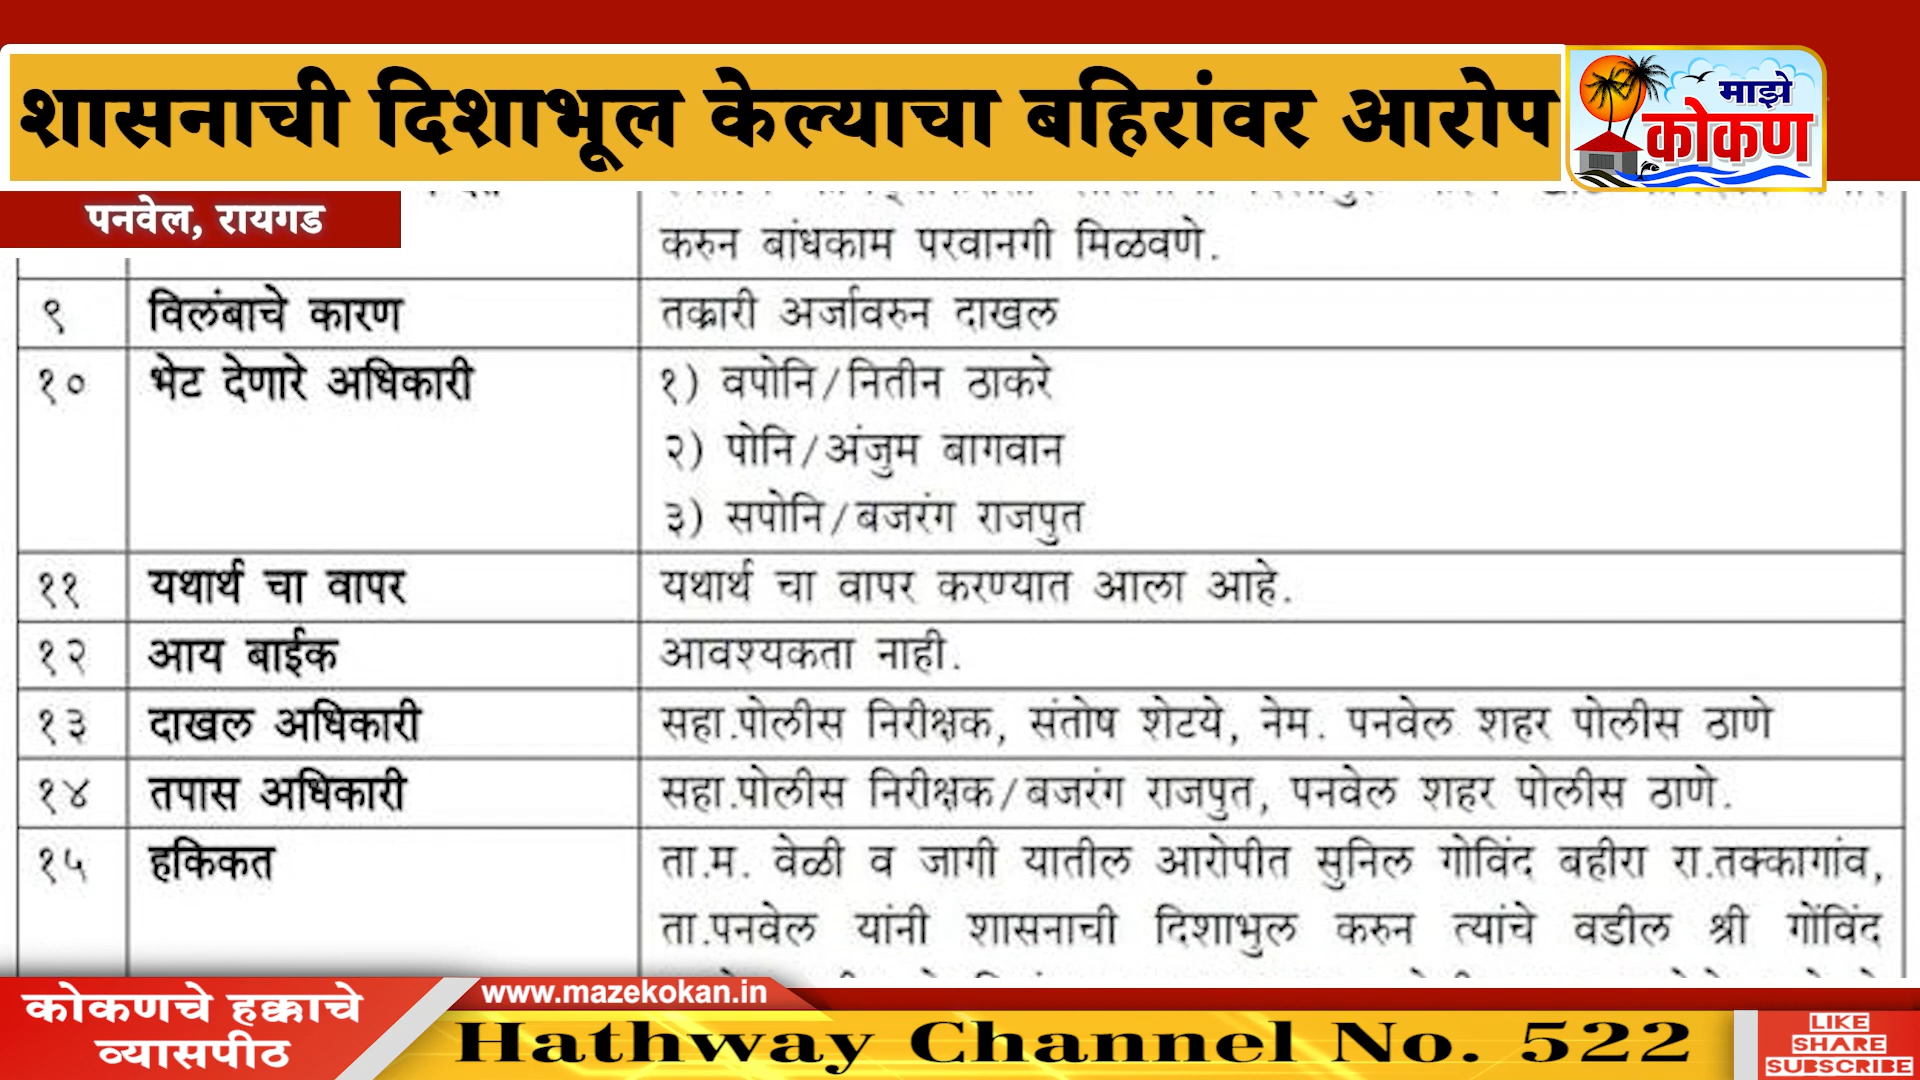 शासनाची दिशाभूल केल्याचा बहिरांवर आरोप
माझे
कोकण
पनवेल, रायगड
करुन बांधकाम परवानगी मिळवणे.
९ विलंबाचे कारण तक्रारी अर्जावरुन दाखल
१० भेट देणारे अधिकारी १) वपोनि/नितीन ठाकरे
२) पोनि/अंजुम बागवान
३) सपोनि/बजरंग राजपुत
११ यथार्थ चा वापर यथार्थ चा वापर करण्यात आला आहे.
१२ आय बाईक आवश्यकता नाही.
१३ दाखल अधिकारी सहा.पोलीस निरीक्षक, संतोष शेटये, नेम. पनवेल शहर पोलीस ठाणे
१४ तपास अधिकारी सहा.पोलीस निरीक्षक/बजरंग राजपुत, पनवेल शहर पोलीस ठाणे.
१५ हकिकत ता.म. वेळी व जागी यातील आरोपीत सुनिल गोविंद बहीरा रा.तक्कागांव,
ता.पनवेल यांनी शासनाची दिशाभुल करुन त्यांचे वडील श्री गोंविंद
कोकणचे हक्काचे
व्यासपीठ
www.mazekokan.in
Hathway Channel No. 522
LIKE
SHARE
SUBSCRIBE